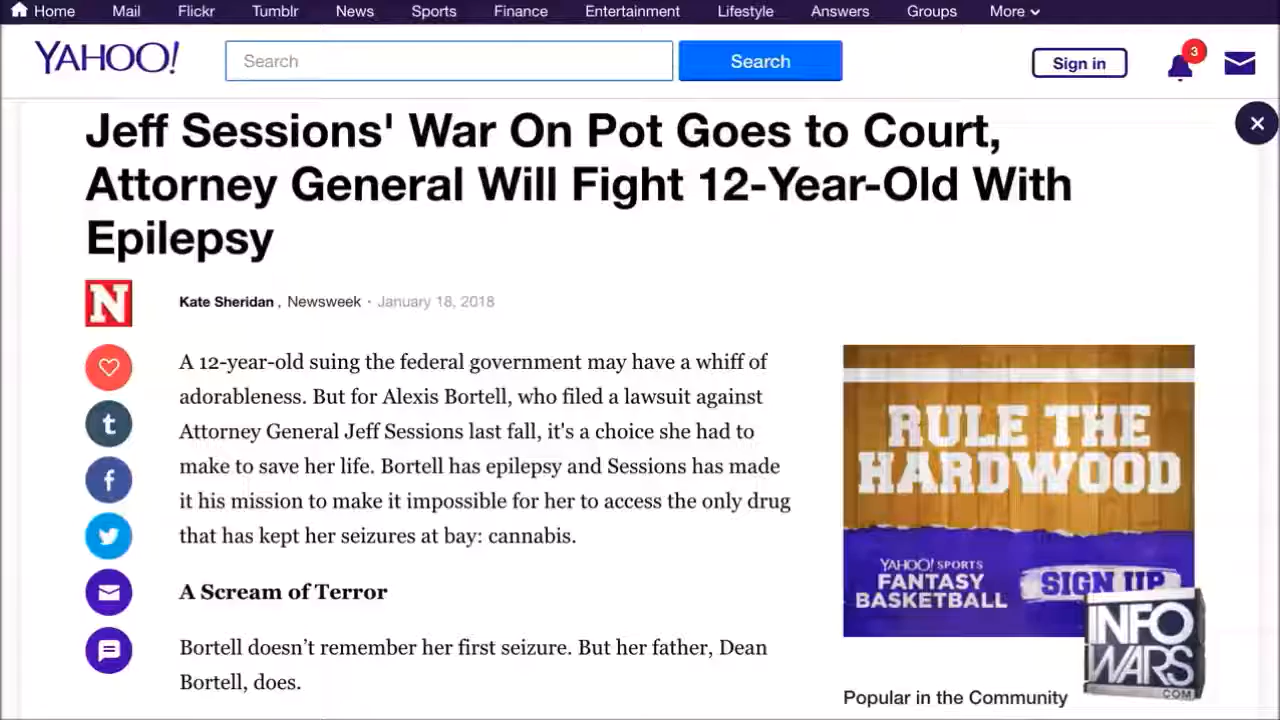 Home Mail Flickr Tumblr News Sports Finance Entertainment Lifestyle Answers Groups More
YAHOO! Search Search Sign in 3
Jeff Sessions' War On Pot Goes to Court,
Attorney General Will Fight 12-Year-Old With
Epilepsy
N
Kate Sheridan , Newsweek · January 18, 2018
A 12-year-old suing the federal government may have a whiff of
adorableness. But for Alexis Bortell, who filed a lawsuit against
Attorney General Jeff Sessions last fall, it's a choice she had to
make to save her life. Bortell has epilepsy and Sessions has made
it his mission to make it impossible for her to access the only drug
that has kept her seizures at bay: cannabis.
A Scream of Terror
Bortell doesn't remember her first seizure. But her father, Dean
Bortell, does.
RULE THE
HARDWOOD
YAHOO! SPORTS
FANTASY
BASKETBALL
SIGN UP
INFO
WARS
.COM
Popular in the Community